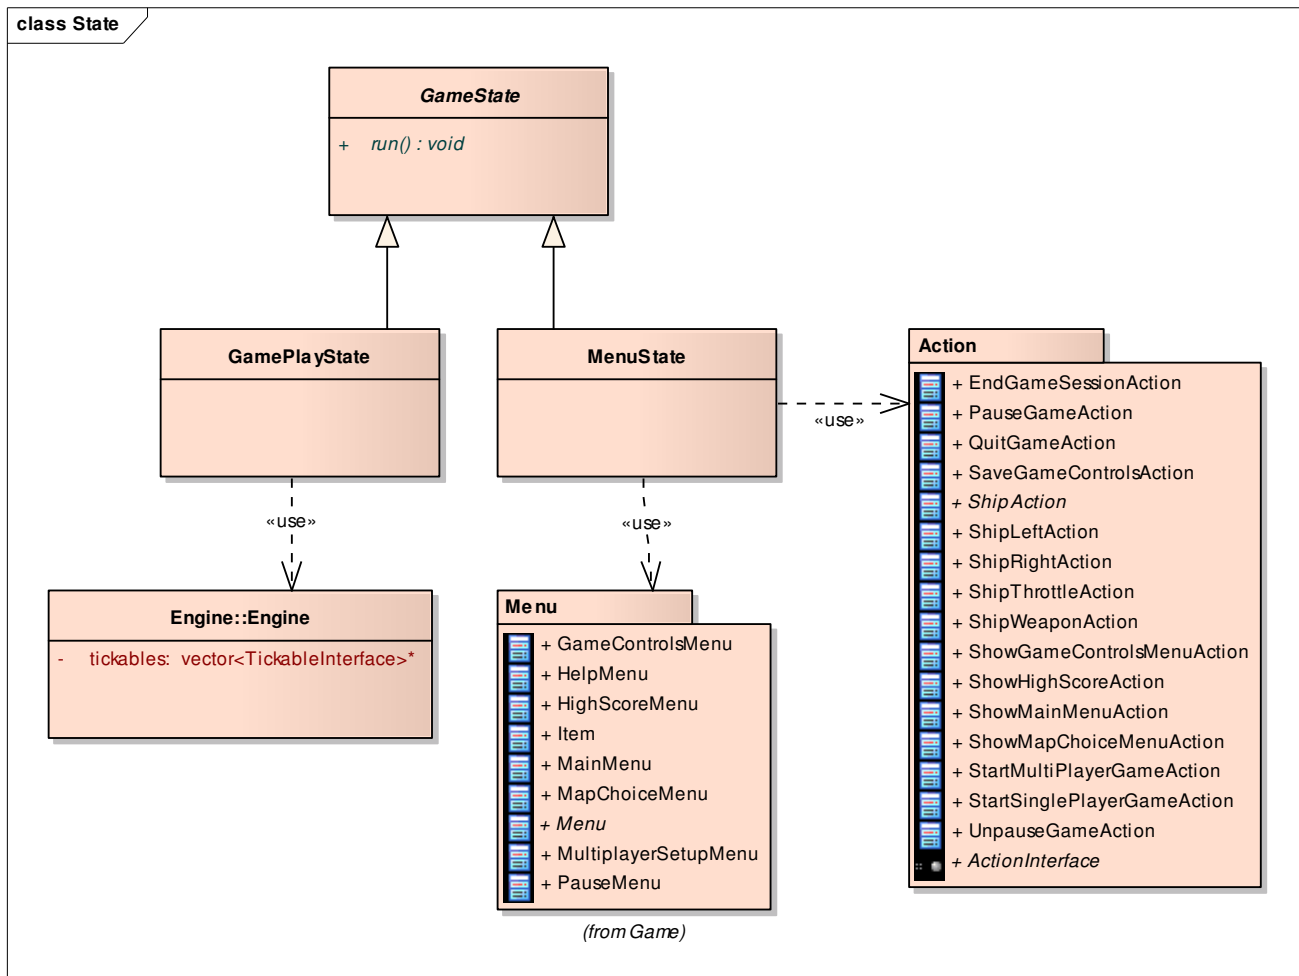 class State
GameState
+ run() : void
GamePlayState
MenuState
Action
+ EndGameSessionAction
+ PauseGameAction
+ QuitGameAction
+ SaveGameControlsAction
+ ShipAction
+ ShipLeftAction
+ ShipRightAction
+ ShipThrottleAction
+ ShipWeaponAction
+ ShowGameControlsMenuAction
+ ShowHighScoreAction
+ ShowMainMenuAction
+ ShowMapChoiceMenuAction
+ StartMultiPlayerGameAction
+ StartSinglePlayerGameAction
+ UnpauseGameAction
+ ActionInterface
«use»
«use»
«use»
Engine::Engine
- tickables: vector<TickableInterface>*
Menu
+ GameControlsMenu
+ HelpMenu
+ HighScoreMenu
+ Item
+ MainMenu
+ MapChoiceMenu
+ Menu
+ MultiplayerSetupMenu
+ PauseMenu
(from Game)